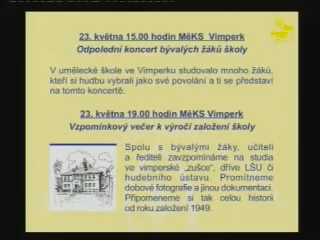 23. května 15.00 hodin MěKS Vimperk
Odpolední koncert bývalých žáků školy
V umělecké škole ve Vimperku studovalo mnoho žáků,
kteří si hudbu vybrali jako své povolání a ti se představí
na tomto koncertě.
23. května 19.00 hodin MěKS Vimperk
Vzpomínkový večer k výročí založení školy
Spolu s bývalými žáky, učiteli
a řediteli zavzpomínáme na studia
ve vimperské „zušce", dříve LŠU či
hudebního ústavu. Promítneme
dobové fotografie a jinou dokumentaci.
Připomeneme si tak celou historii
od roku založení 1949.